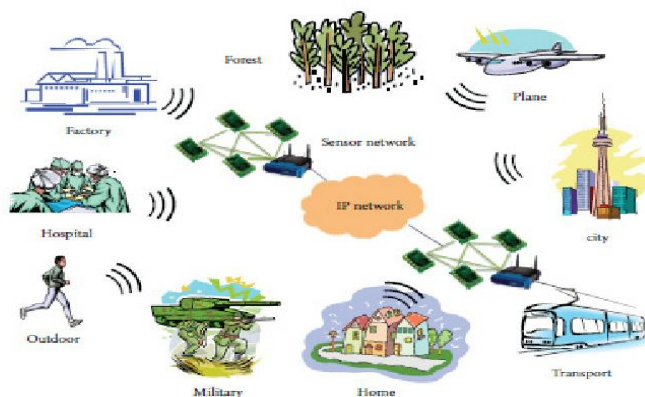 Forest
Plane
Factory
Sensor network
IP network
Hospital
city
Outdoor
Military
Home
Transport